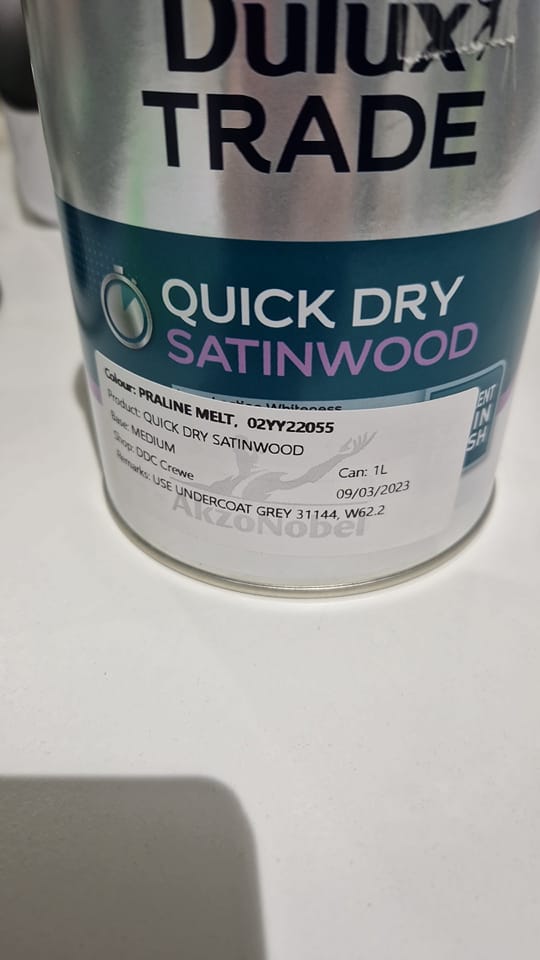 Dulux
TRADE
QUICK DRY
SATINWOOD
Whiteness
Colour: PRALINE MELT, 02YY22055
Product: QUICK DRY SATINWOOD
Base: MEDIUM
Shop: DDC Crewe
Can: 1L
09/03/2023
Remarks: USE UNDERCOAT GREY 31144, W62.2
AkzoNobel